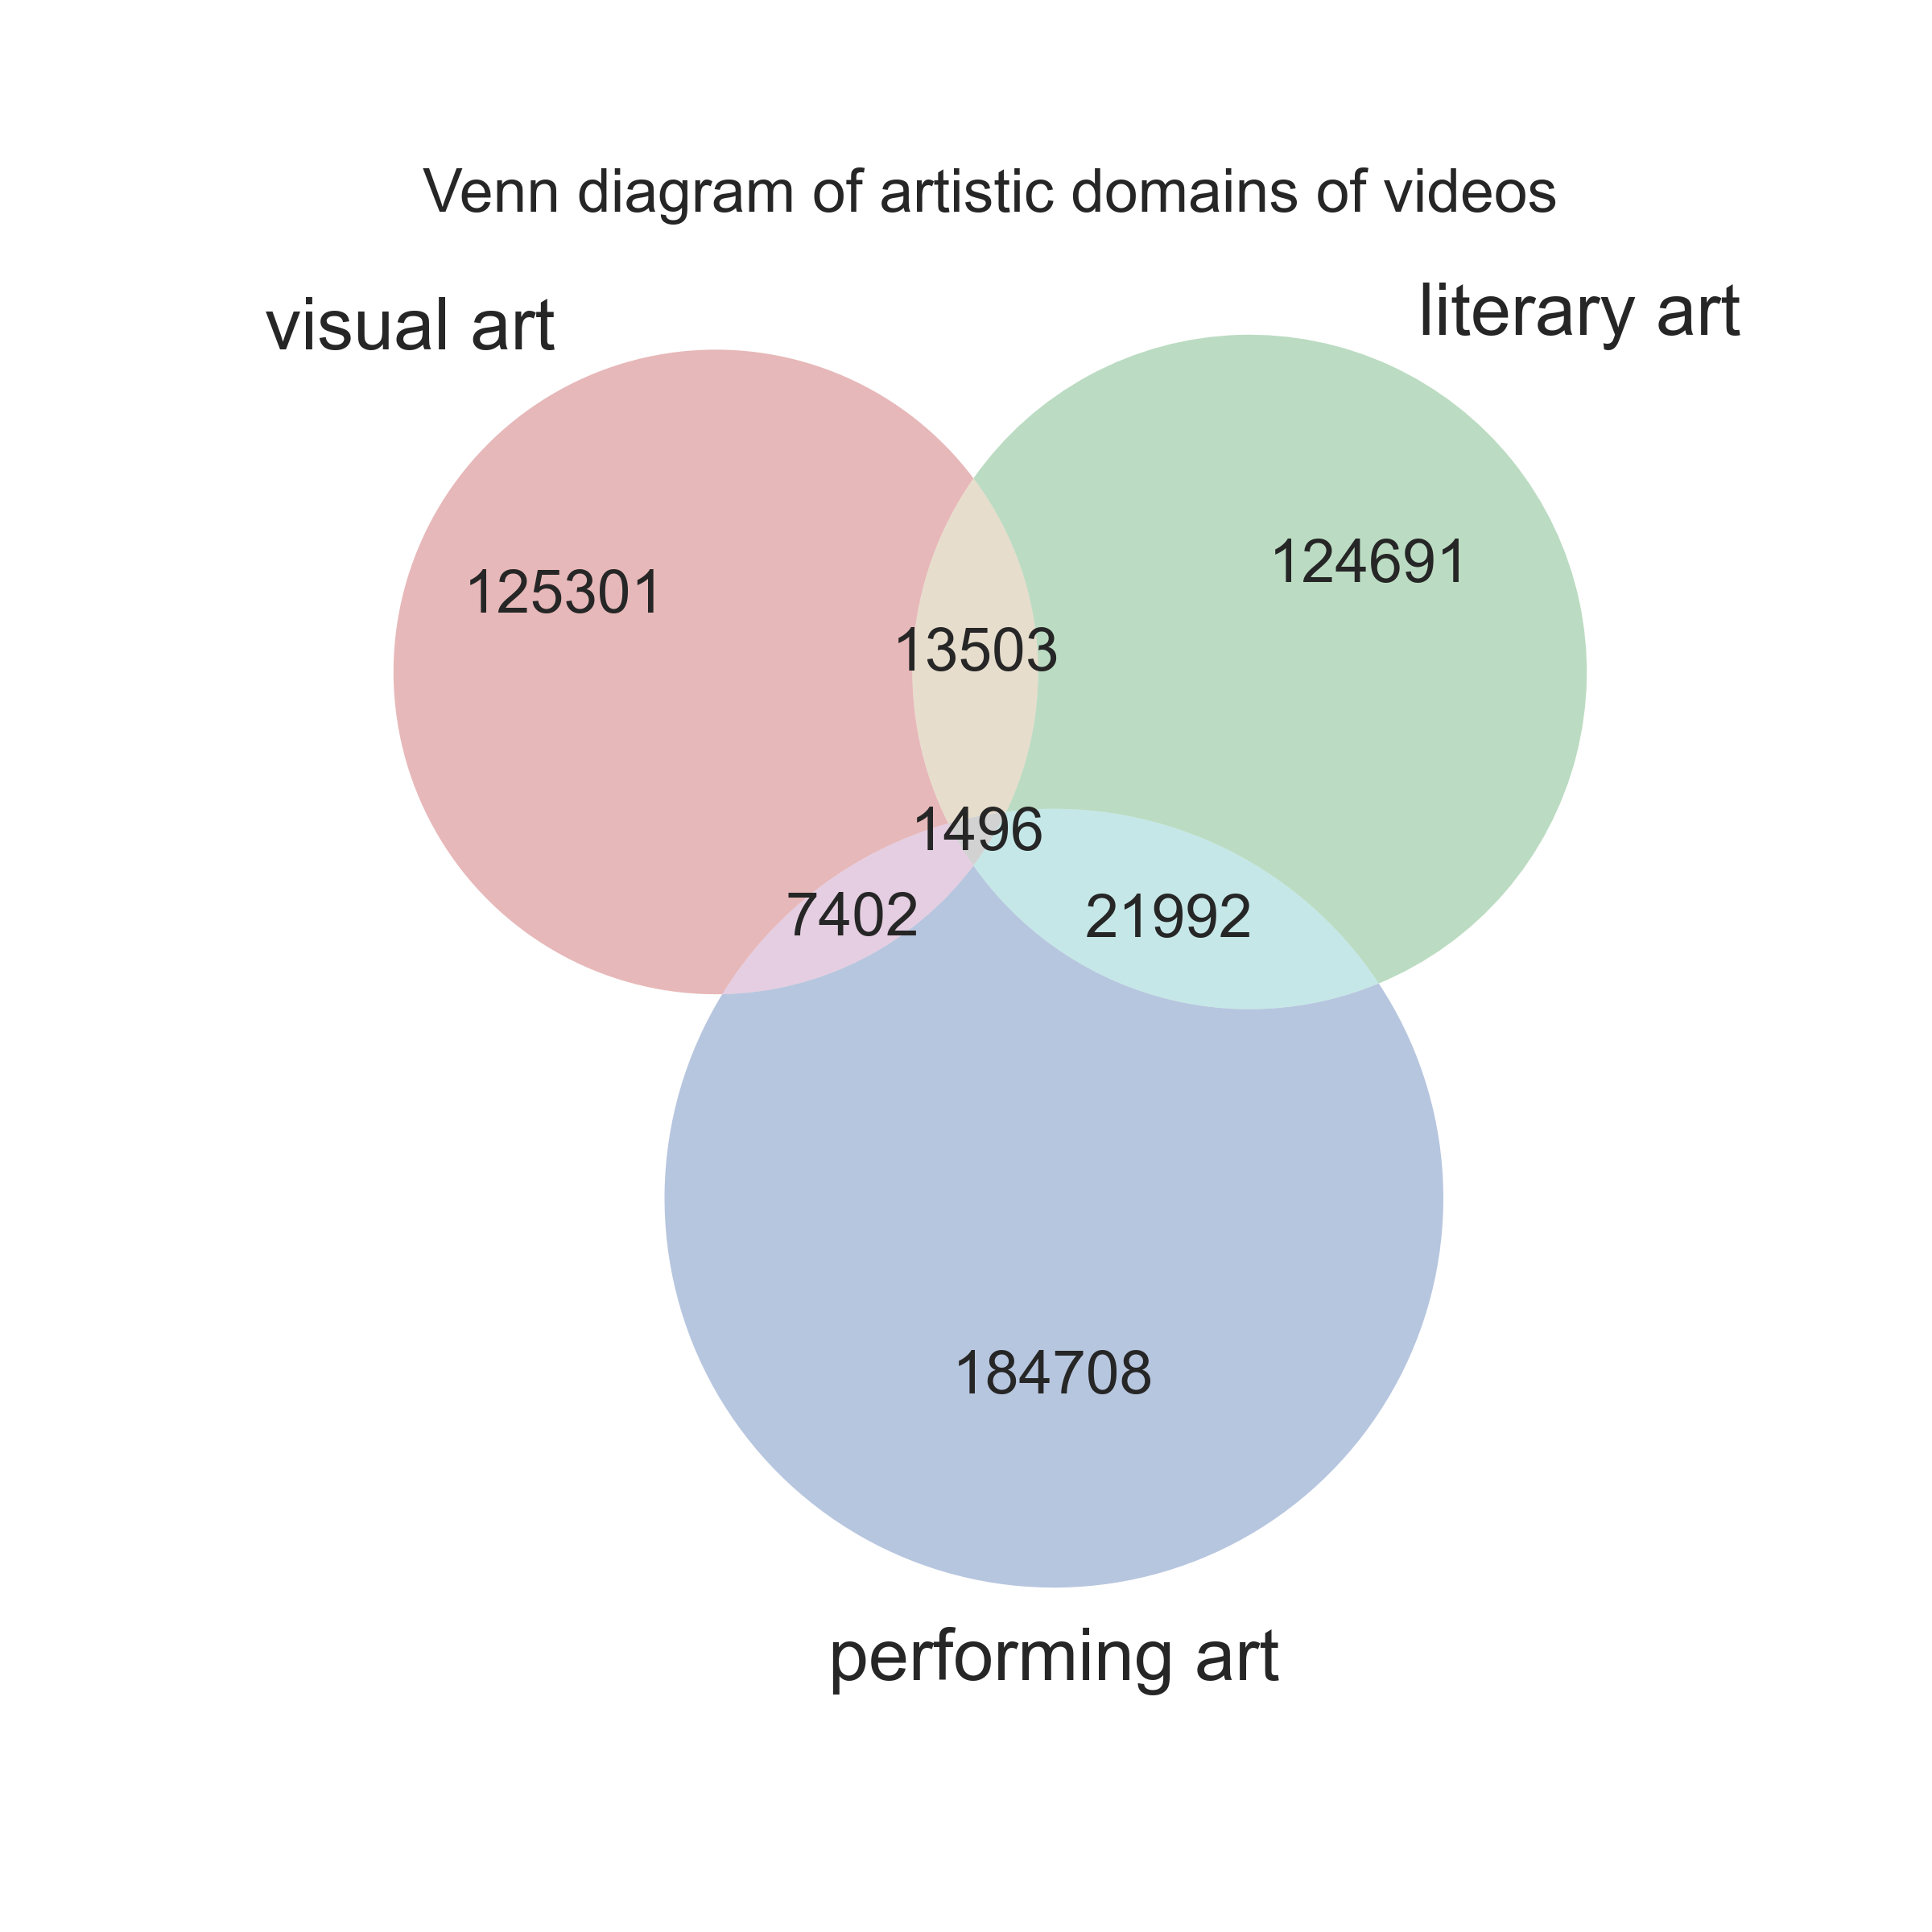 Venn diagram of artistic domains of videos
visual art
literary art
124691
125301
13503
1496
7402
21992
184708
performing art